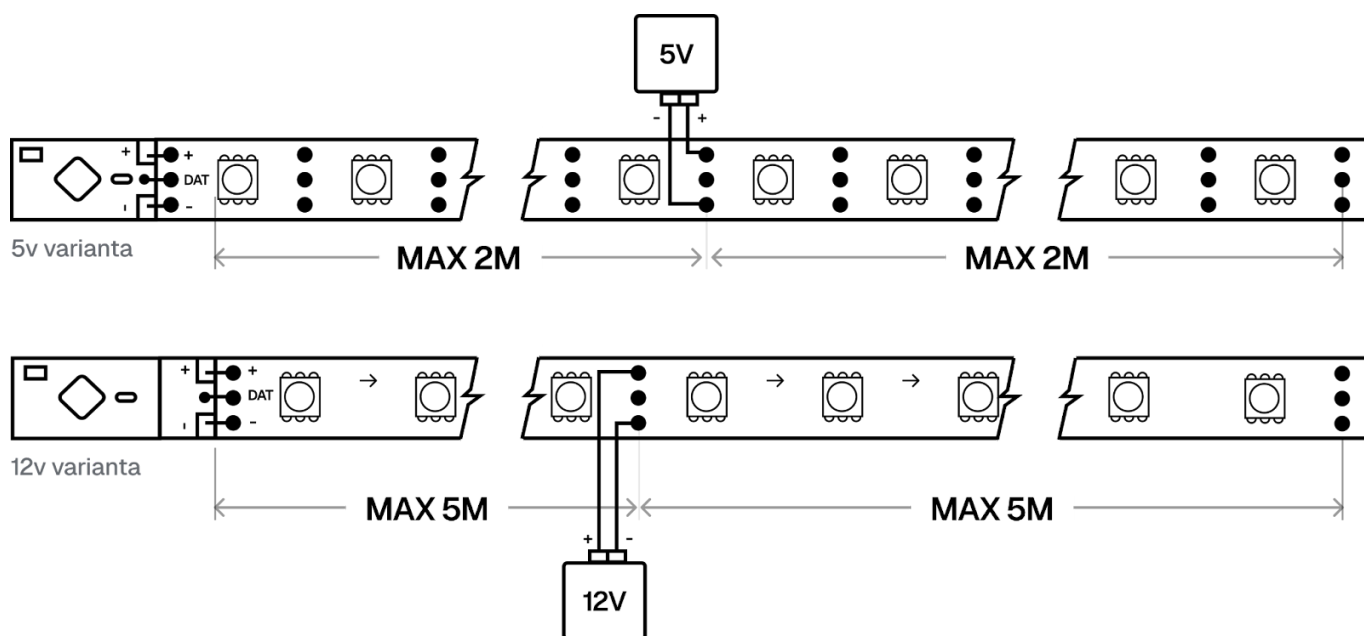 5V
- +
+ +
DAT
- -
5v varianta
MAX 2M MAX 2M
+ +
DAT
- -
12v varianta
MAX 5M MAX 5M
+ -
12V